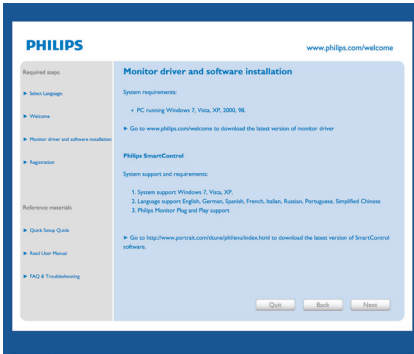 PHILIPS
www.philips.com/welcome
Required steps
Select Language:
Welcome
Monitor driver and software installation
Registration
Reference materials
Quick Setup Quide
Read User Manual
FAQ & Troubleshooting
Monitor driver and software installation
System requirements:
• PC running Windows 7, Vista, XP, 2000, 98.
Go to www.philips.com/welcome to download the latest version of monitor driver
Philips SmartControl
System support and requirements:
1. System support Windows 7, Vista, XP.
2. Language support English, German, Spanish, French, Italian, Russian, Portuguese, Simplified Chinese
3. Philips Monitor Plug and Play support
Go to http://www.portrait.com/dtune/phl/enu/index.html to download the latest version of SmartControl
software.
Quit
Back
Next